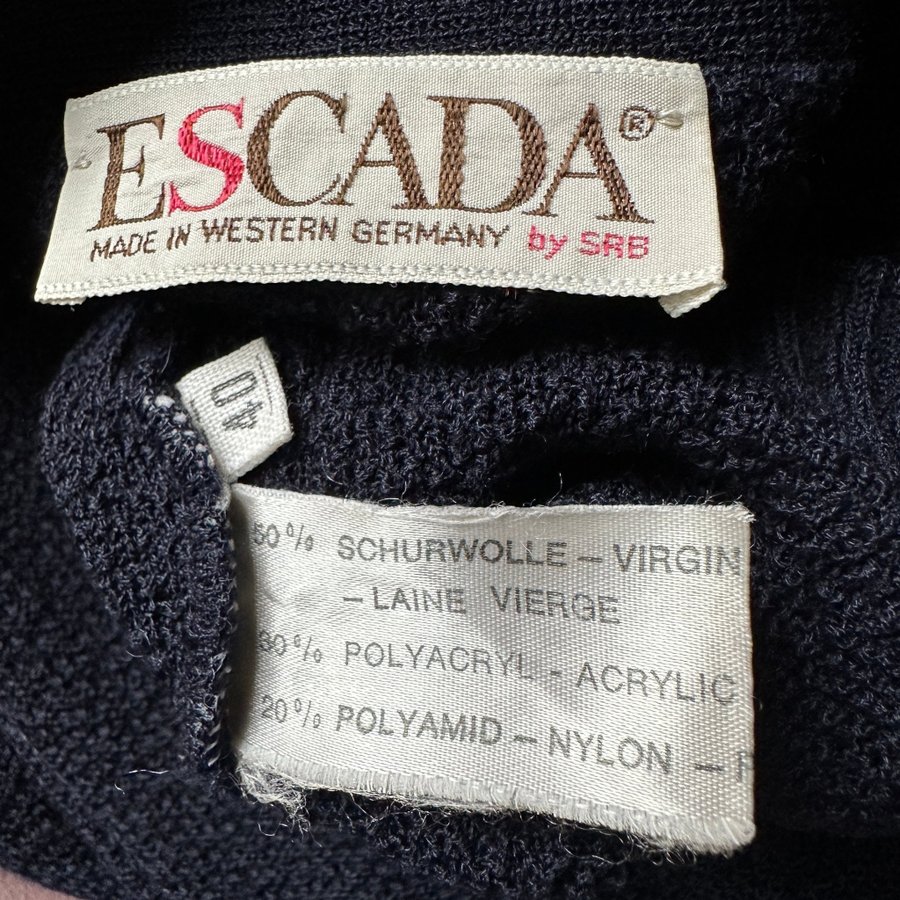 ESCADA®
MADE IN WESTERN GERMANY by SRB
40
50% SCHURWOLLE – VIRGIN
– LAINE VIERGE
30% POLYACRYL - ACRYLIC
20% POLYAMID – NYLON –